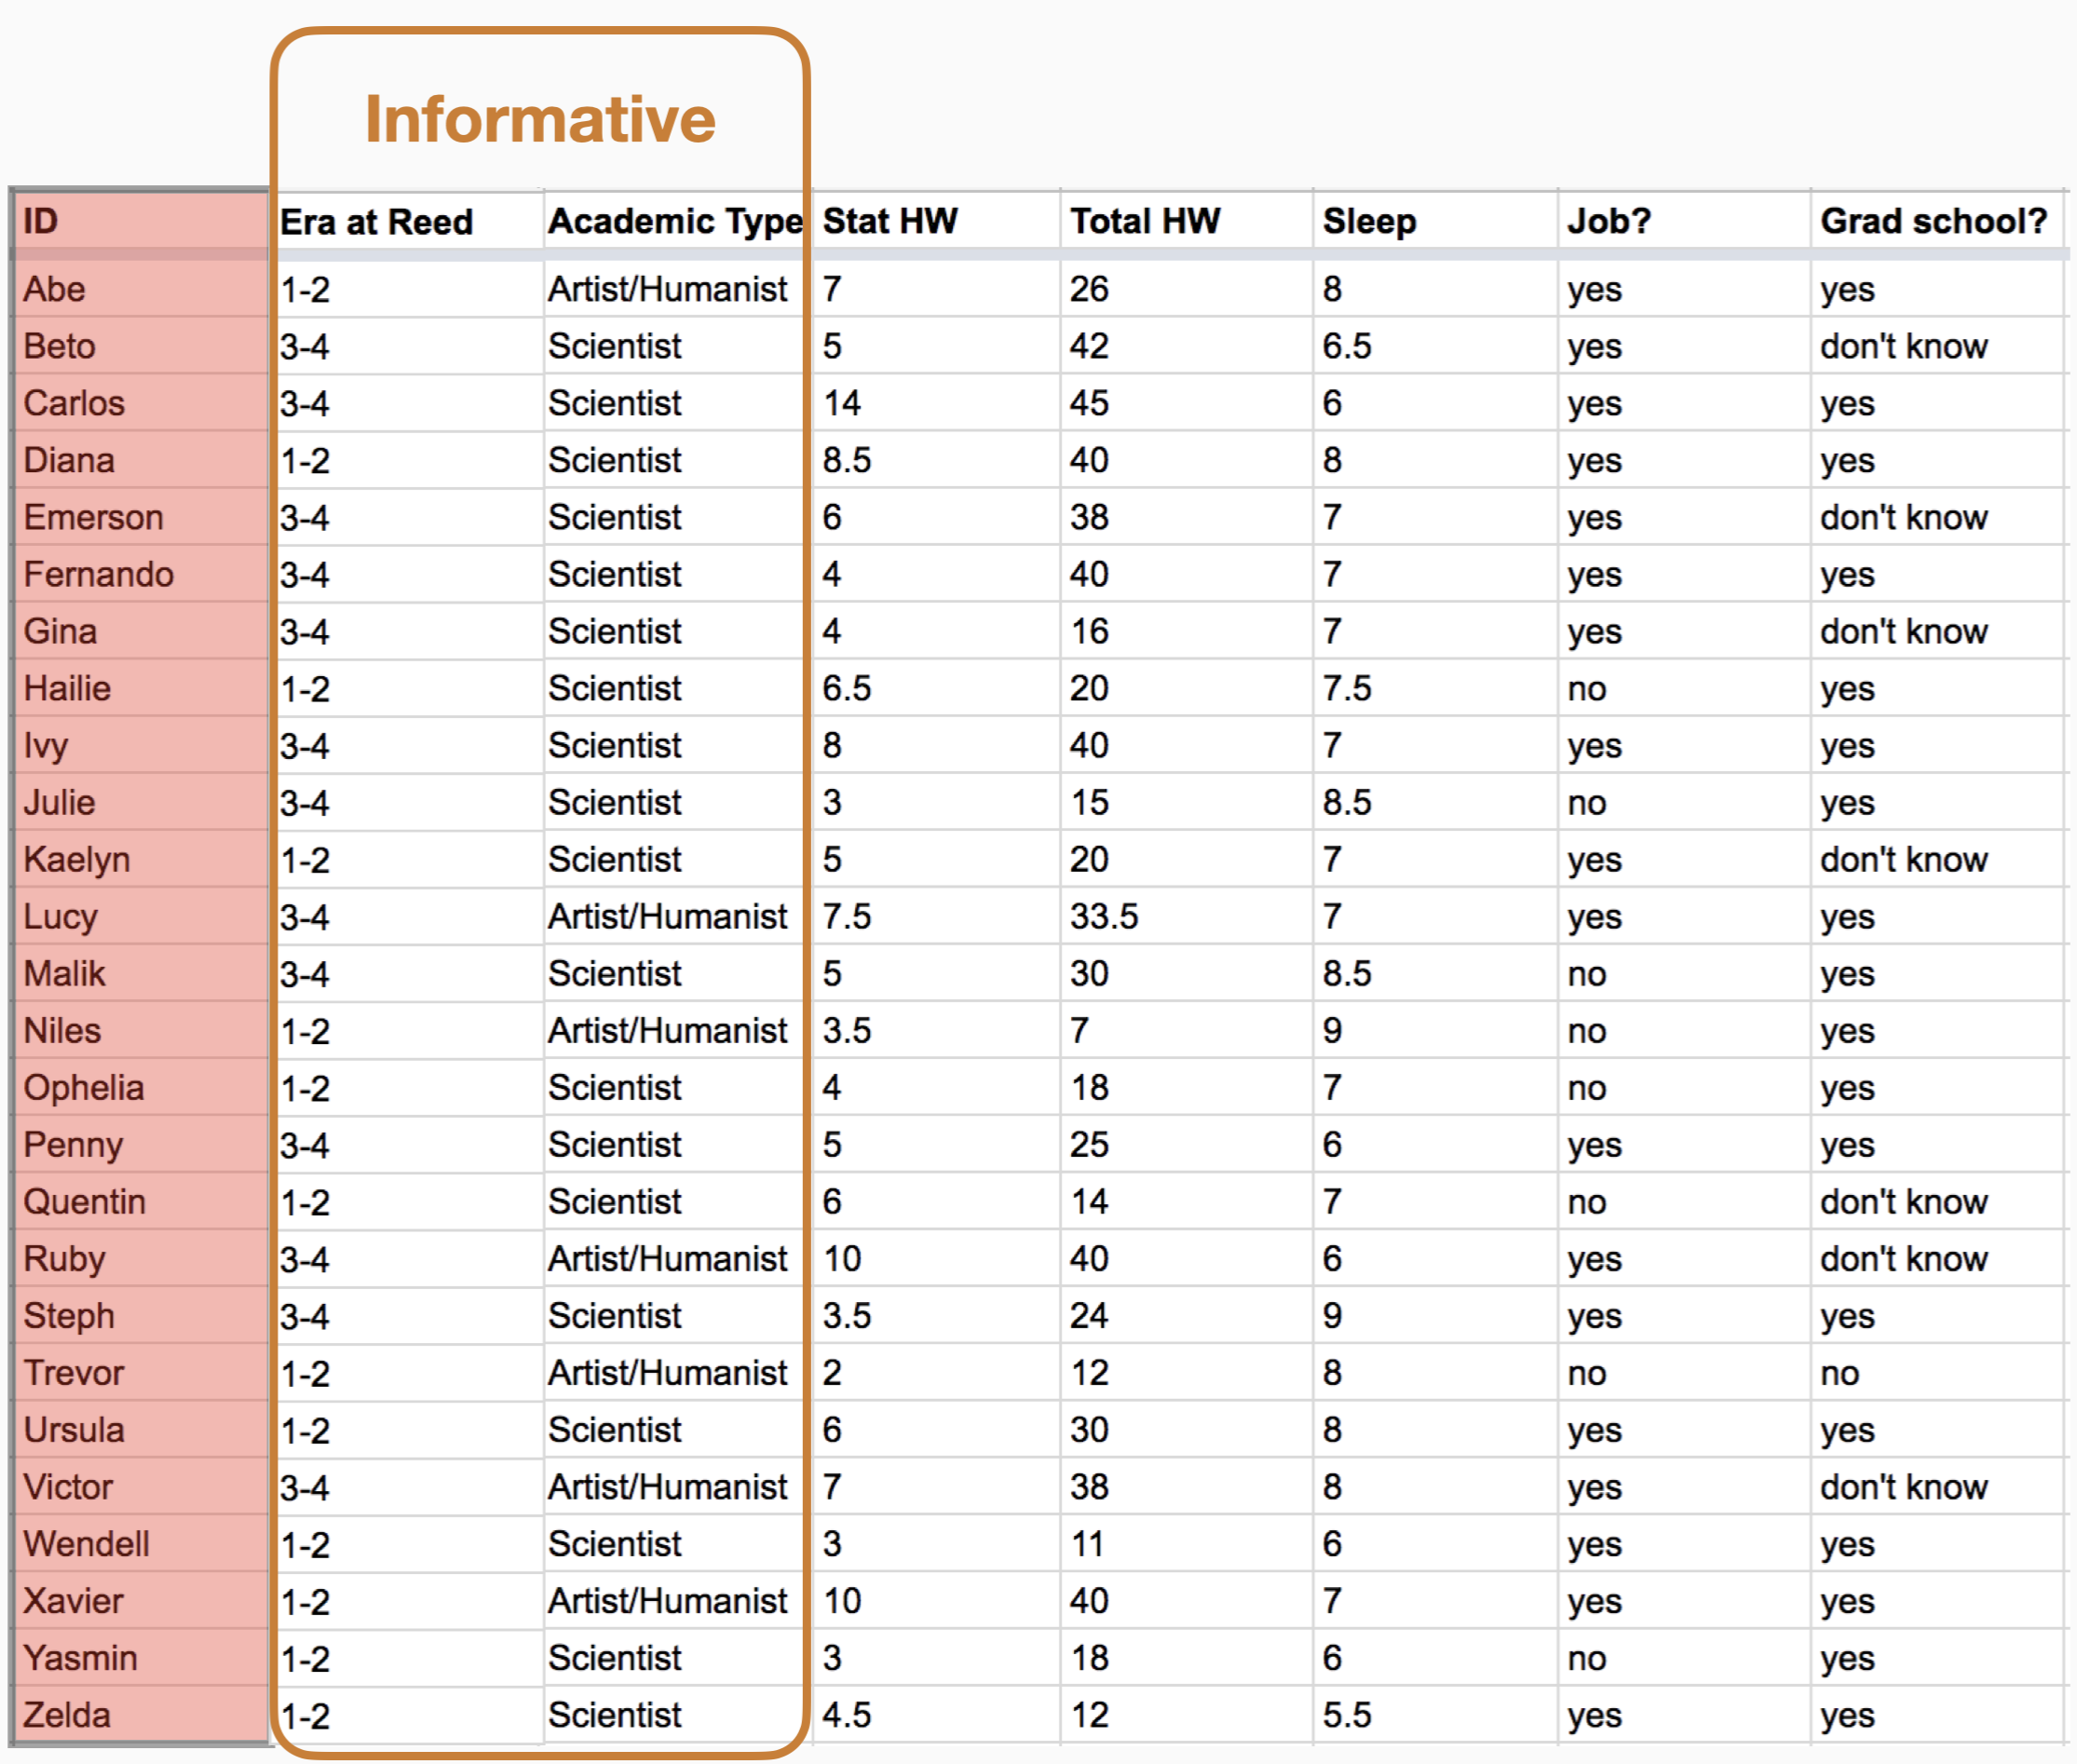 Informative
ID Era at Reed Academic Type Stat HW Total HW Sleep Job? Grad school?
Abe 1-2 Artist/Humanist 7 26 8 yes yes
Beto 3-4 Scientist 5 42 6.5 yes don't know
Carlos 3-4 Scientist 14 45 6 yes yes
Diana 1-2 Scientist 8.5 40 8 yes yes
Emerson 3-4 Scientist 6 38 7 yes don't know
Fernando 3-4 Scientist 4 40 7 yes yes
Gina 3-4 Scientist 4 16 7 yes don't know
Hailie 1-2 Scientist 6.5 20 7.5 no yes
Ivy 3-4 Scientist 8 40 7 yes yes
Julie 3-4 Scientist 3 15 8.5 no yes
Kaelyn 1-2 Scientist 5 20 7 yes don't know
Lucy 3-4 Artist/Humanist 7.5 33.5 7 yes yes
Malik 3-4 Scientist 5 30 8.5 no yes
Niles 1-2 Artist/Humanist 3.5 7 9 no yes
Ophelia 1-2 Scientist 4 18 7 no yes
Penny 3-4 Scientist 5 25 6 yes yes
Quentin 1-2 Scientist 6 14 7 no don't know
Ruby 3-4 Artist/Humanist 10 40 6 yes don't know
Steph 3-4 Scientist 3.5 24 9 yes yes
Trevor 1-2 Artist/Humanist 2 12 8 no no
Ursula 1-2 Scientist 6 30 8 yes yes
Victor 3-4 Artist/Humanist 7 38 8 yes don't know
Wendell 1-2 Scientist 3 11 6 yes yes
Xavier 1-2 Artist/Humanist 10 40 7 yes yes
Yasmin 1-2 Scientist 3 18 6 no yes
Zelda 1-2 Scientist 4.5 12 5.5 yes yes